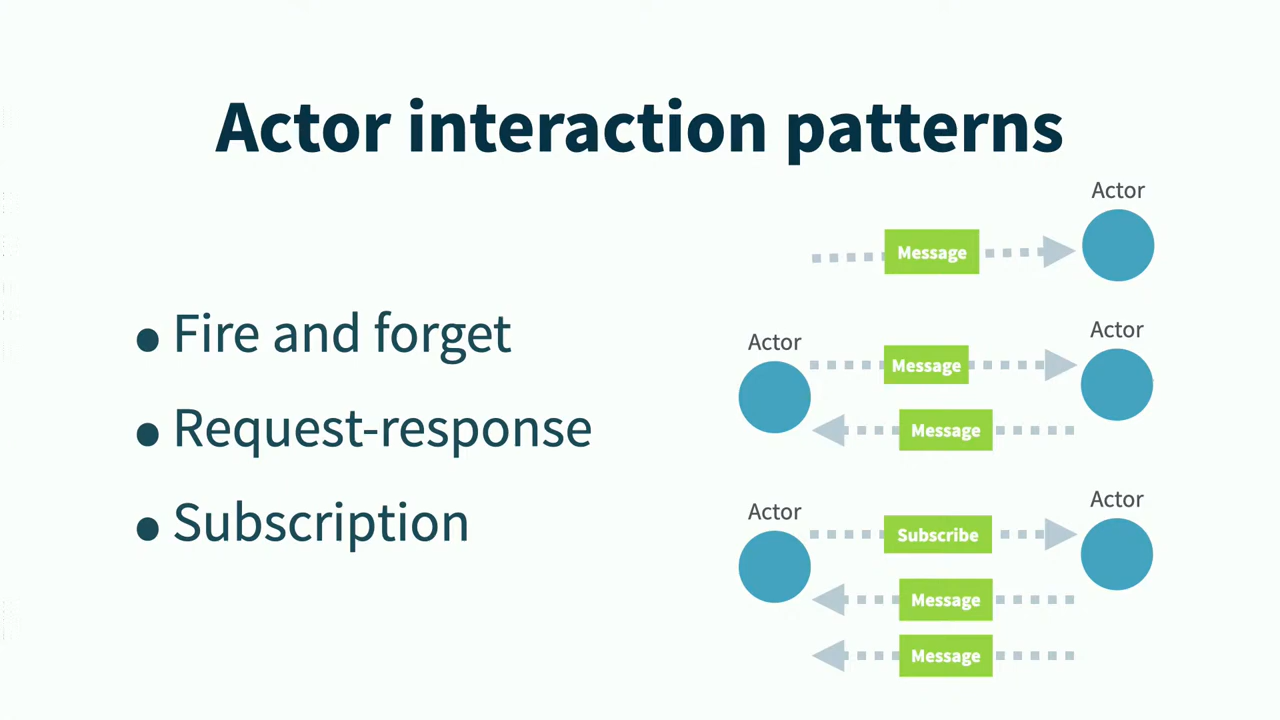 Actor interaction patterns
• Fire and forget
• Request-response
• Subscription
Actor
Message
Actor
Actor
Message
Message
Actor
Actor
Subscribe
Message
Message